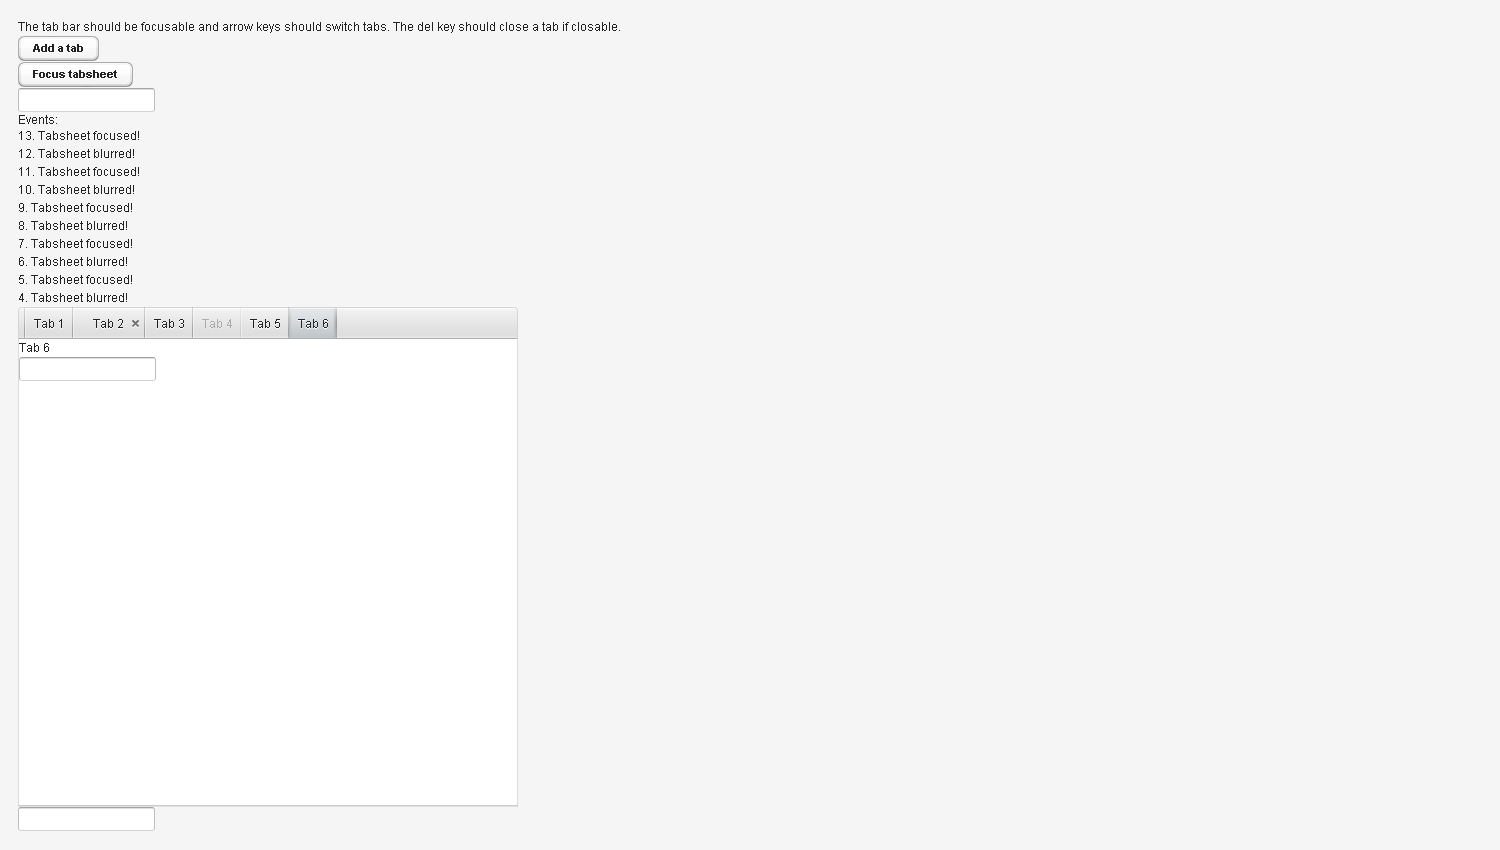 The tab bar should be focusable and arrow keys should switch tabs. The del key should close a tab if closable.
Add a tab
Focus tabsheet
Events:
13. Tabsheet focused!
12. Tabsheet blurred!
11. Tabsheet focused!
10. Tabsheet blurred!
9. Tabsheet focused!
8. Tabsheet blurred!
7. Tabsheet focused!
6. Tabsheet blurred!
5. Tabsheet focused!
4. Tabsheet blurred!
Tab 1 Tab 2 × Tab 3 Tab 4 Tab 5 Tab 6
Tab 6